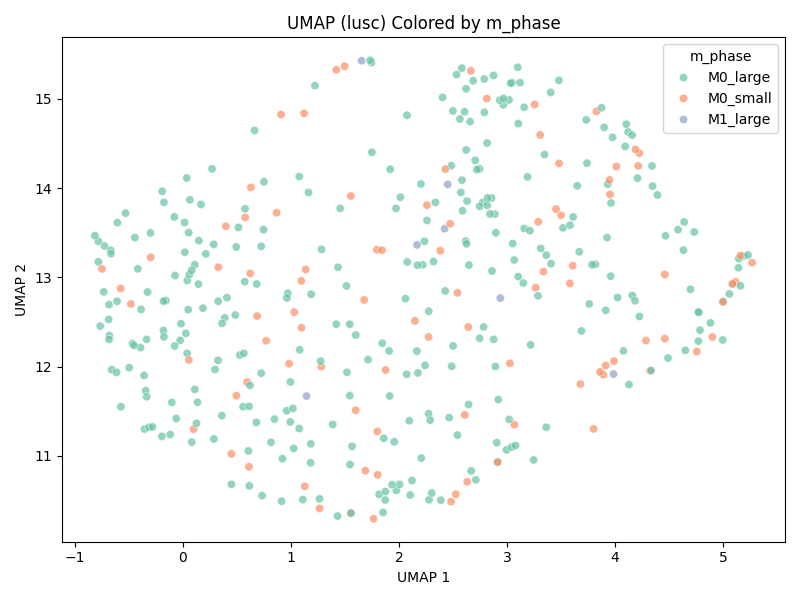 UMAP (lusc) Colored by m_phase
m_phase
M0_large
M0_small
M1_large
UMAP 2
15
14
13
12
11
−1
0
1
2
3
4
5
UMAP 1